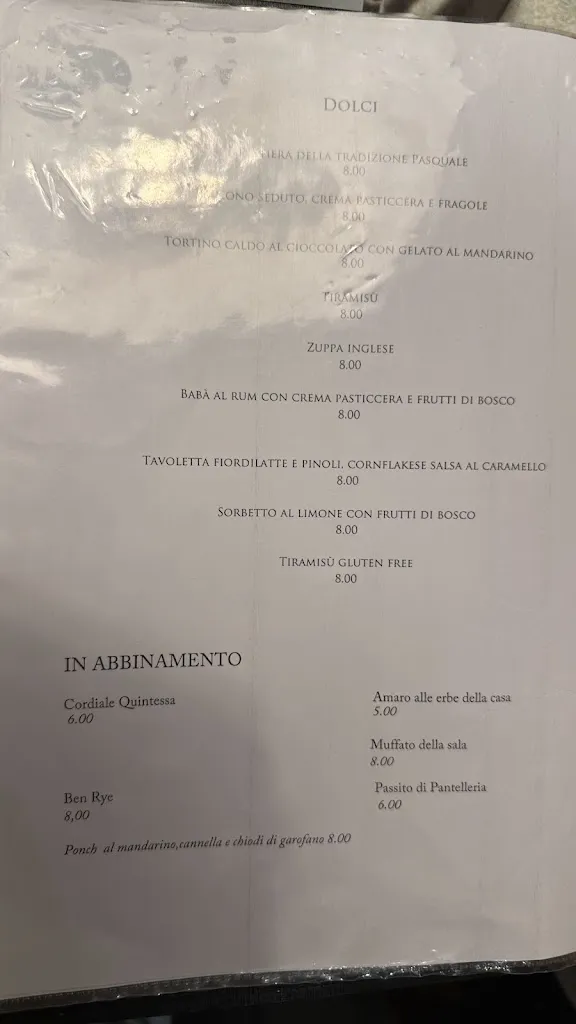 Dolci
DELLA TRADIZIONE PASQUALE
8.00
SEDUTO, CREMA PASTICCERA E FRAGOLE
8.00
TORTINO CALDO AL CIOCCOLATO CON GELATO AL MANDARINO
8.00
TIRAMISÙ
8.00
ZUPPA INGLESE
8.00
BABÀ AL RUM CON CREMA PASTICCERA E FRUTTI DI BOSCO
8.00
TAVOLETTA FIORDILATTE E PINOLI, CORNFLAKESE SALSA AL CARAMELLO
8.00
SORBETTO AL LIMONE CON FRUTTI DI BOSCO
8.00
TIRAMISÙ GLUTEN FREE
8.00
IN ABBINAMENTO
Cordiale Quintessa
6.00
Amaro alle erbe della casa
5.00
Muffato della sala
8.00
Ben Rye
8,00
Passito di Pantelleria
6.00
Ponch al mandarino,cannella e chiodi di garofano 8.00